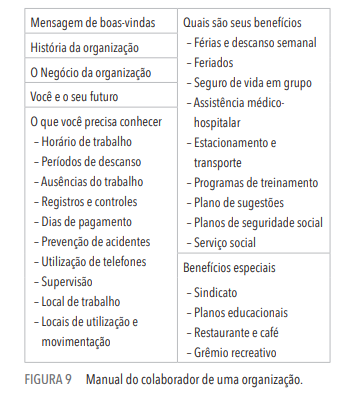 Mensagem de boas-vindas
História da organização
O Negócio da organização
Você e o seu futuro
O que você precisa conhecer
– Horário de trabalho
– Períodos de descanso
– Ausências do trabalho
– Registros e controles
– Dias de pagamento
– Prevenção de acidentes
– Utilização de telefones
– Supervisão
– Local de trabalho
– Locais de utilização e
movimentação
Quais são seus benefícios
– Férias e descanso semanal
– Feriados
– Seguro de vida em grupo
– Assistência médico-
hospitalar
– Estacionamento e
transporte
– Programas de treinamento
– Plano de sugestões
– Planos de seguridade social
– Serviço social
Benefícios especiais
– Sindicato
– Planos educacionais
– Restaurante e café
– Grêmio recreativo
FIGURA 9 Manual do colaborador de uma organização.